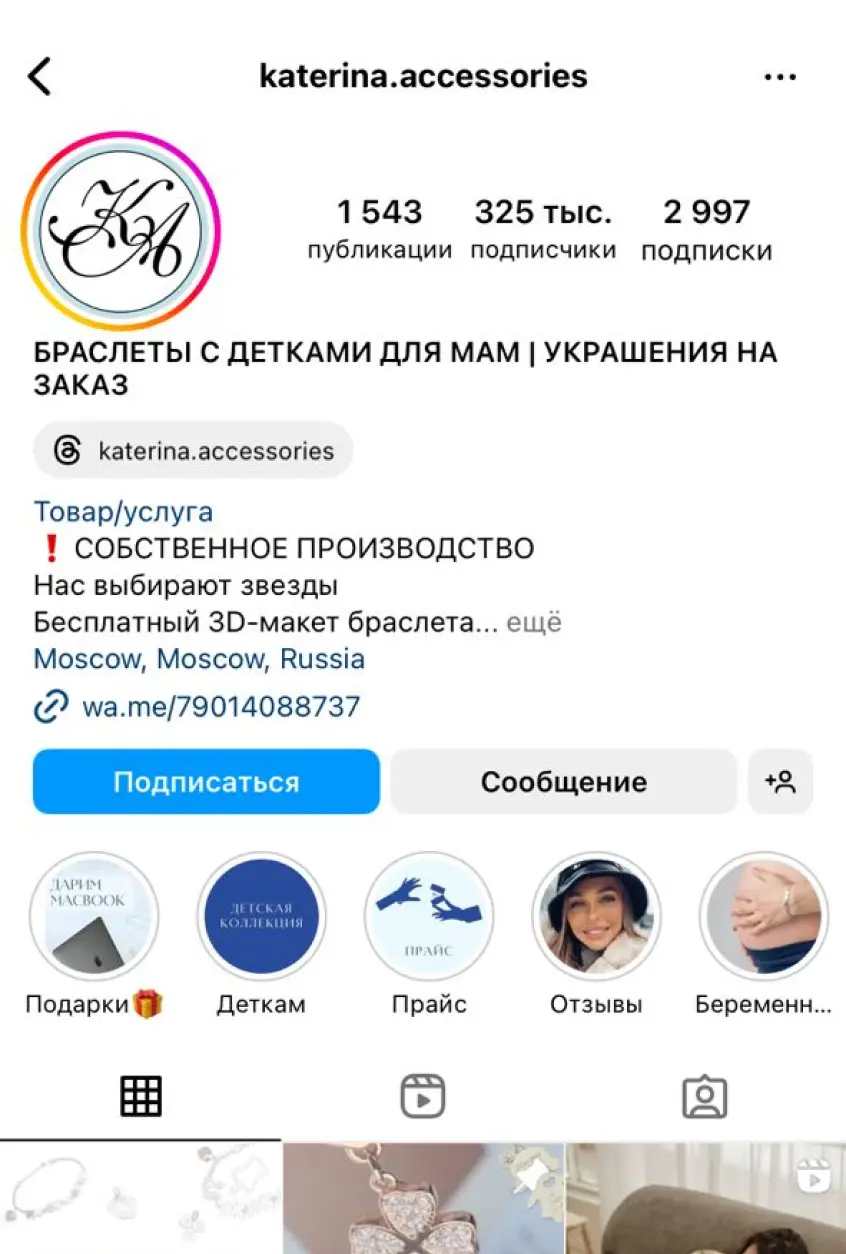 katerina.accessories
KA
1 543 325 тыс. 2 997
публикации подписчики подписки
БРАСЛЕТЫ С ДЕТКАМИ ДЛЯ МАМ | УКРАШЕНИЯ НА
ЗАКАЗ
katerina.accessories
Товар/услуга
❗ СОБСТВЕННОЕ ПРОИЗВОДСТВО
Нас выбирают звезды
Бесплатный 3D-макет браслета... ещё
Moscow, Moscow, Russia
wa.me/79014088737
Подписаться Сообщение
ДАРИМ
MACBOOK
ДЕТСКАЯ
КОЛЛЕКЦИЯ
ПРАЙС
Подарки🎁 Деткам Прайс Отзывы Беременн...